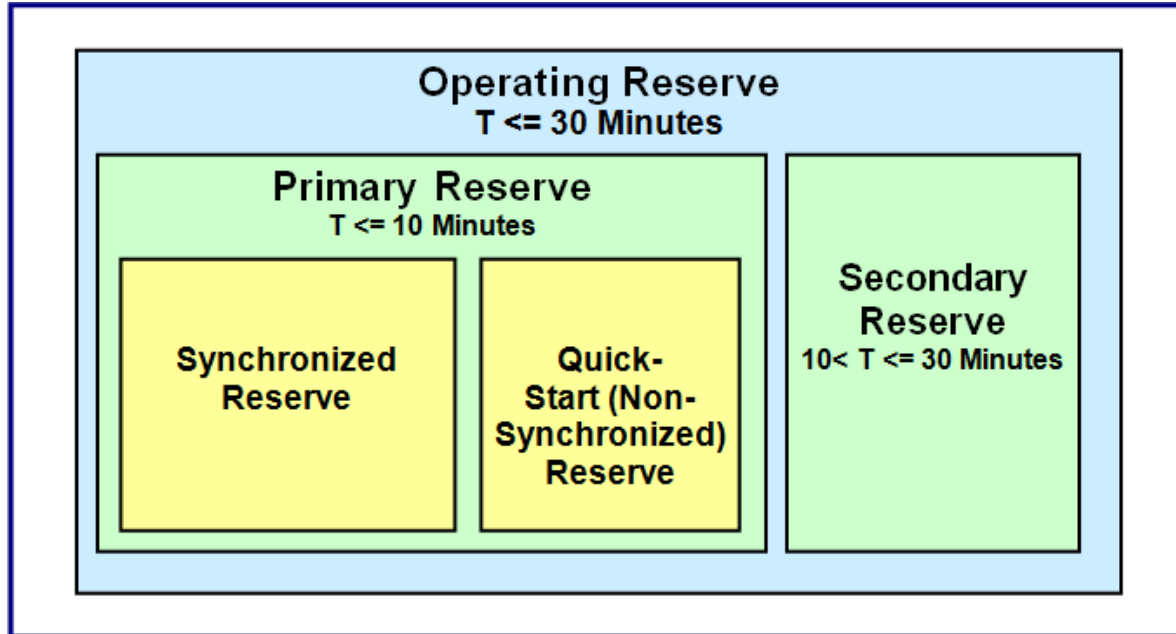 Operating Reserve
T <= 30 Minutes
Primary Reserve
T <= 10 Minutes
Synchronized
Reserve
Quick-
Start (Non-
Synchronized)
Reserve
Secondary
Reserve
10< T <= 30 Minutes